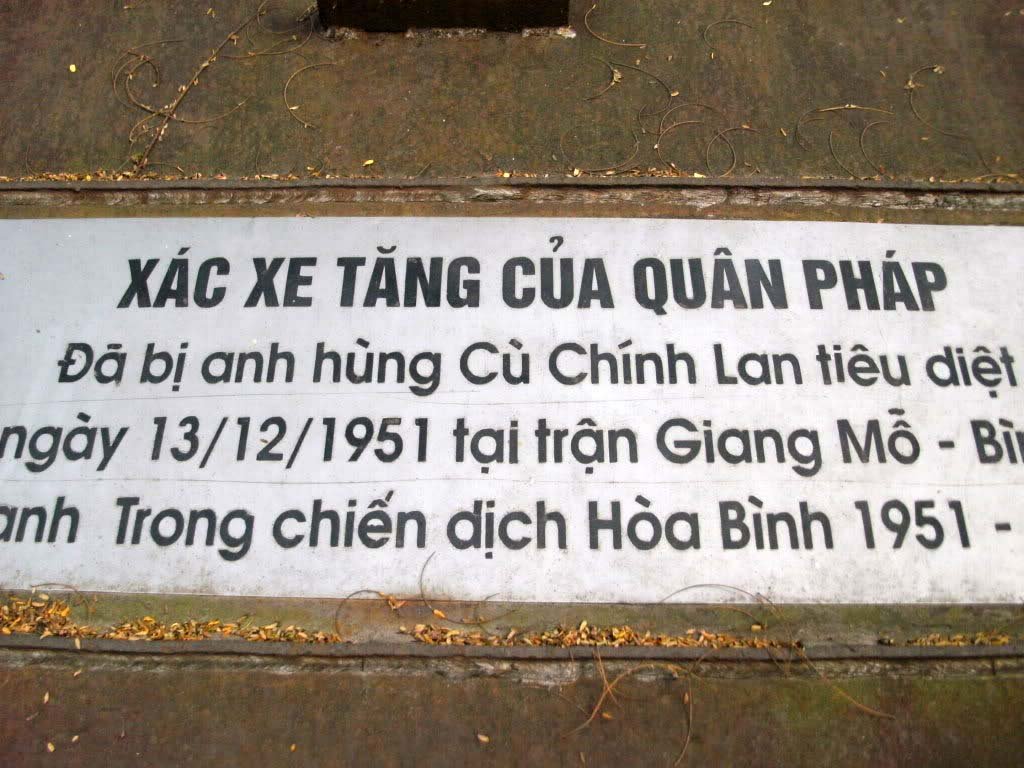 XÁC XE TĂNG CỦA QUÂN PHÁP
Đã bị anh hùng Cù Chính Lan tiêu diệt
ngày 13/12/1951 tại trận Giang Mỗ - Bì
anh Trong chiến dịch Hòa Bình 1951 -